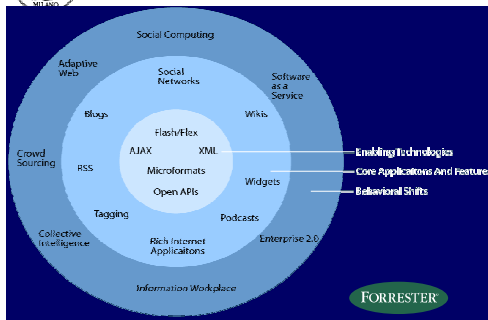 MILANO
Social Computing
Adaptive
Web
Social
Networks
Software
as a
Service
Blogs
Wikis
Flash/Flex
AJAX
XML
Enabling Technologies
Crowd
Sourcing
RSS
Microformats
Core Applications And Feature
Widgets
Open APIs
Behavioral Shifts
Tagging
Podcasts
Collective
Intelligence
Rich Internet
Applicaitons
Enterprise 2.0
Information Workplace
FORRESTER